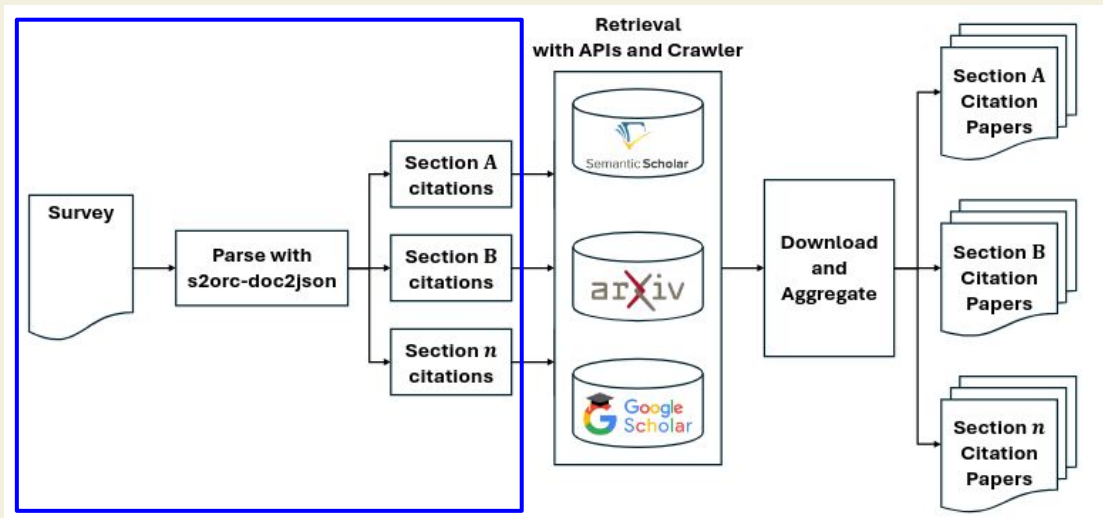 Survey
Parse with
s2orc-doc2json
Section A
citations
Section B
citations
Section n
citations
Retrieval
with APIs and Crawler
Semantic Scholar
arXiv
Google
Scholar
Download
and
Aggregate
Section A
Citation
Papers
Section B
Citation
Papers
Section n
Citation
Papers